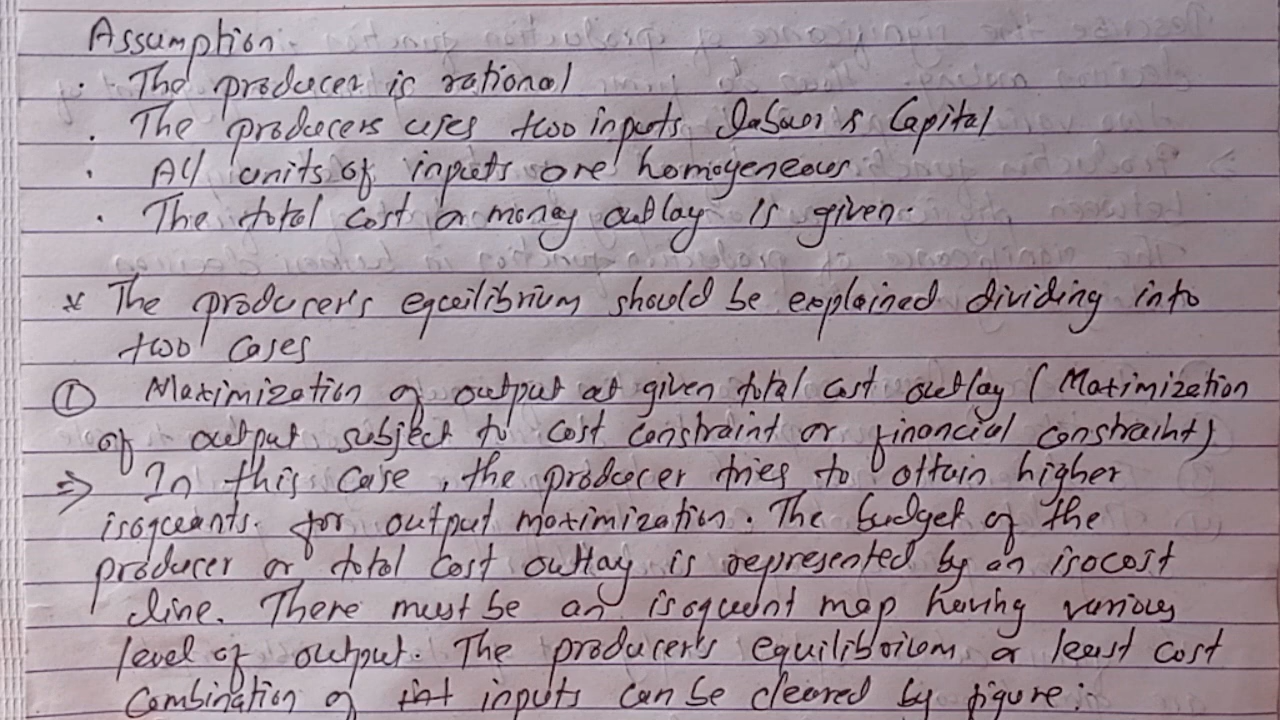 Assumption.
· The producer is rational
· The producers uses two inputs labour & Capital
· All units of inputs are homogeneous
· The total cost or money outlay is given.
* The producer's equilibrium should be explained dividing into
two cases
① Maximization of output at given total cost outlay ( Maximization
of output subject to cost constraint or financial constraint)
⇒ In this case, the producer tries to attain higher
isoquants. for output maximization. The budget of the
producer or total cost outlay is represented by an isocost
line. There must be an isoquant map having various
level of output. The producer's equilibrium or least cost
combination of inputs can be cleared by figure:-